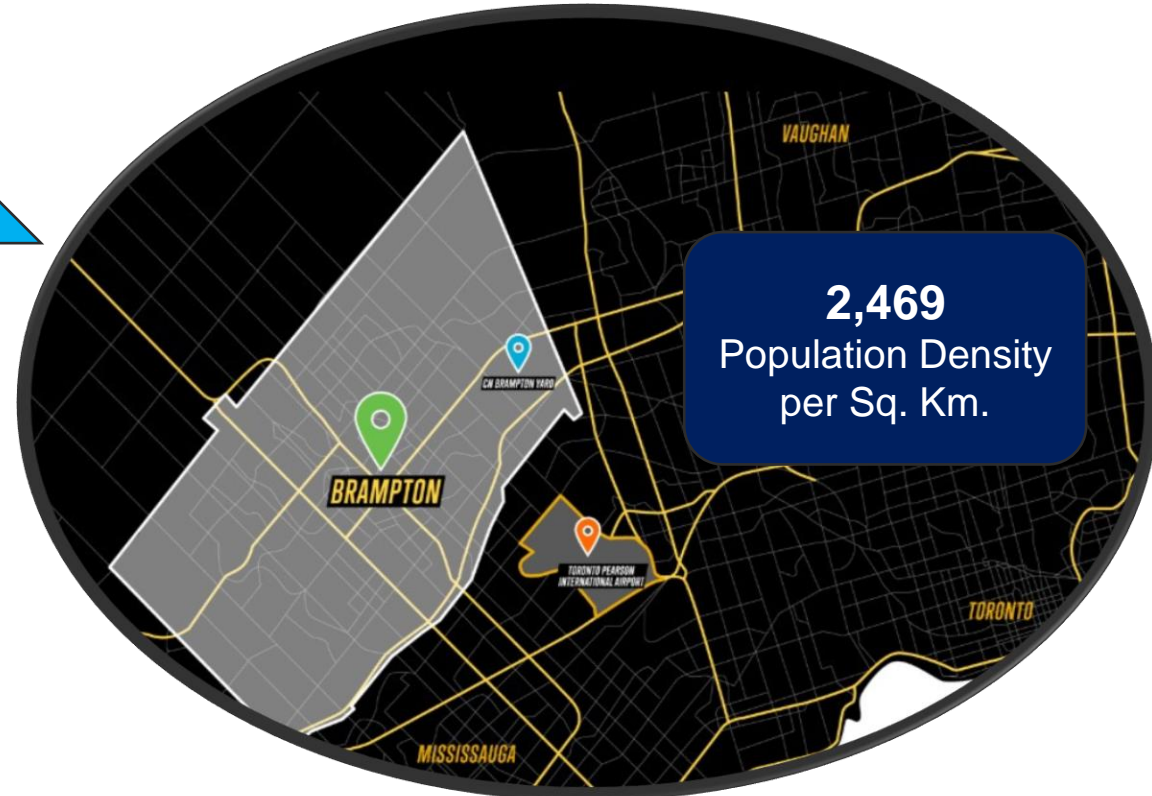 VAUGHAN
2,469
Population Density
per Sq. Km.
CN BRAMPTON YARD
BRAMPTON
TORONTO PEARSON
INTERNATIONAL AIRPORT
TORONTO
MISSISSAUGA